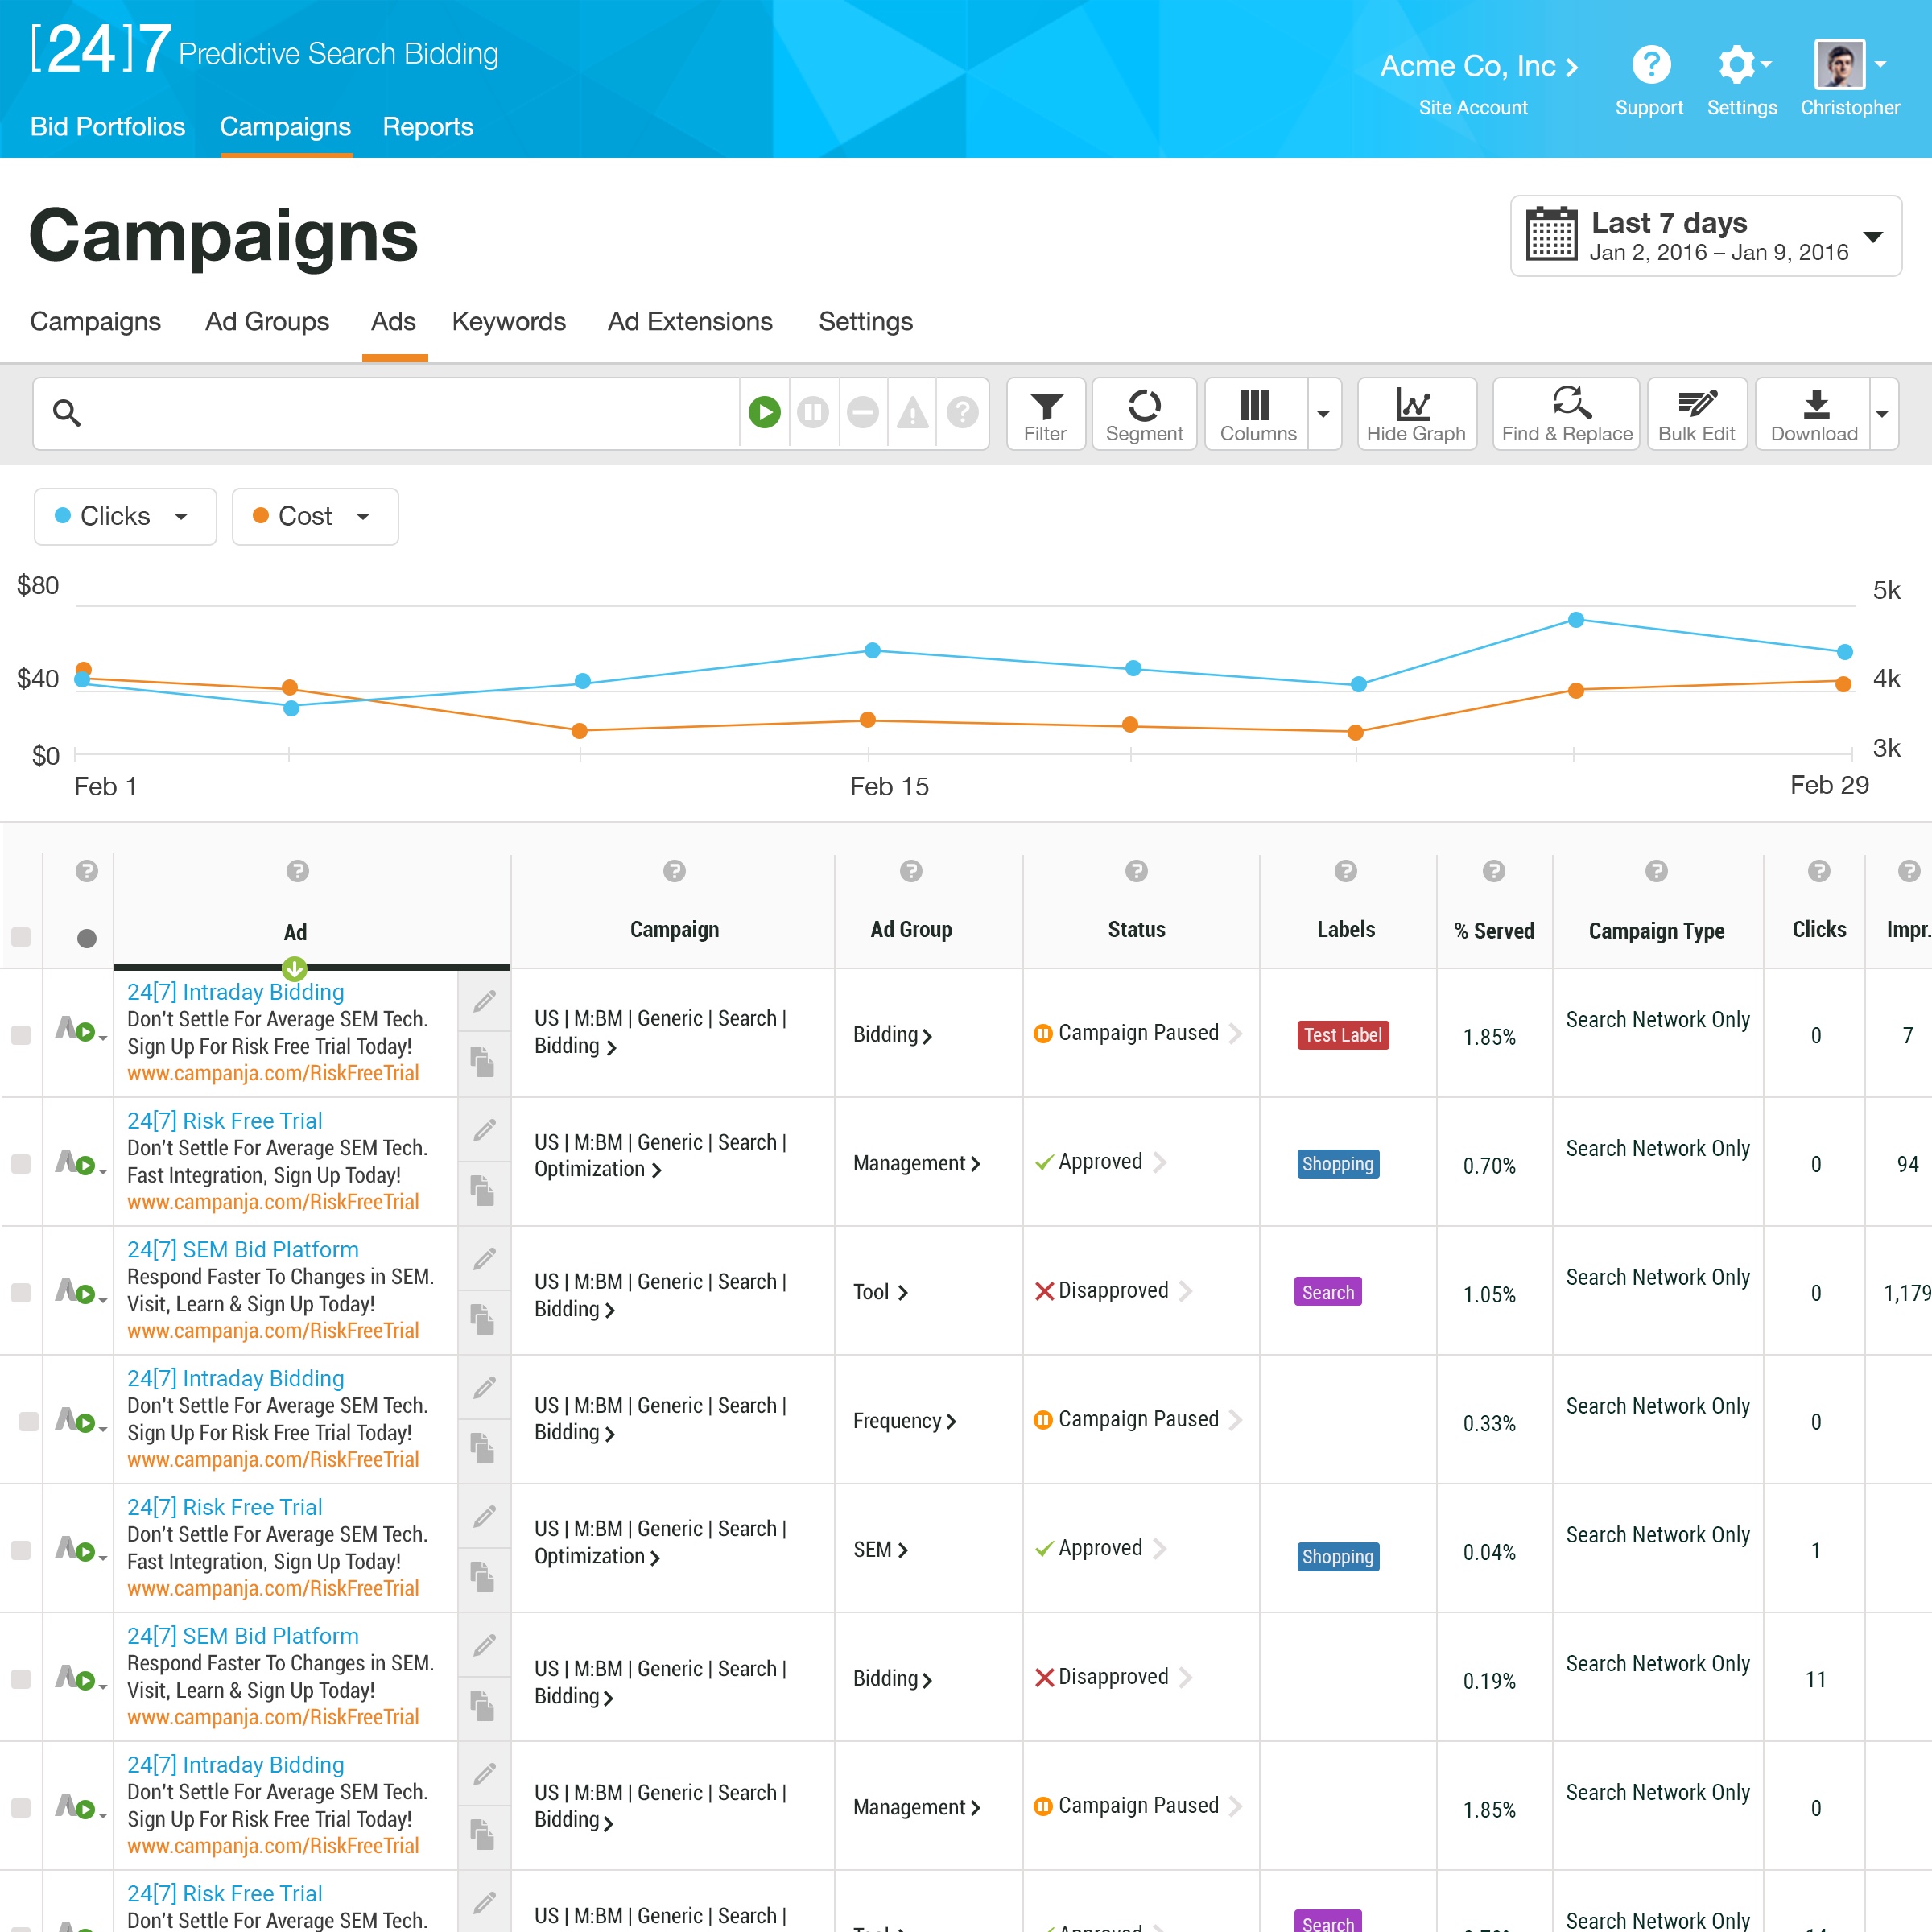 [24]7 Predictive Search Bidding
Acme Co, Inc
Site Account
Support
Settings
Christopher
Bid Portfolios
Campaigns
Reports
Campaigns
Last 7 days
Jan 2, 2016 – Jan 9, 2016
Campaigns
Ad Groups
Ads
Keywords
Ad Extensions
Settings
Filter
Segment
Columns
Hide Graph
Find & Replace
Bulk Edit
Download
Clicks
Cost
$80
5k
$40
4k
$0
3k
Feb 1
Feb 15
Feb 29
Ad
Campaign
Ad Group
Status
Labels
% Served
Campaign Type
Clicks
Impr.
24[7] Intraday Bidding
Don't Settle For Average SEM Tech.
Sign Up For Risk Free Trial Today!
www.campanja.com/RiskFreeTrial
US | M:BM | Generic | Search |
Bidding
Bidding
Campaign Paused
Test Label
1.85%
Search Network Only
0
7
24[7] Risk Free Trial
Don't Settle For Average SEM Tech.
Fast Integration, Sign Up Today!
www.campanja.com/RiskFreeTrial
US | M:BM | Generic | Search |
Optimization
Management
Approved
Shopping
0.70%
Search Network Only
0
94
24[7] SEM Bid Platform
Respond Faster To Changes in SEM.
Visit, Learn & Sign Up Today!
www.campanja.com/RiskFreeTrial
US | M:BM | Generic | Search |
Bidding
Tool
Disapproved
Search
1.05%
Search Network Only
0
1,179
24[7] Intraday Bidding
Don't Settle For Average SEM Tech.
Sign Up For Risk Free Trial Today!
www.campanja.com/RiskFreeTrial
US | M:BM | Generic | Search |
Bidding
Frequency
Campaign Paused
0.33%
Search Network Only
0
24[7] Risk Free Trial
Don't Settle For Average SEM Tech.
Fast Integration, Sign Up Today!
www.campanja.com/RiskFreeTrial
US | M:BM | Generic | Search |
Optimization
SEM
Approved
Shopping
0.04%
Search Network Only
1
24[7] SEM Bid Platform
Respond Faster To Changes in SEM.
Visit, Learn & Sign Up Today!
www.campanja.com/RiskFreeTrial
US | M:BM | Generic | Search |
Bidding
Bidding
Disapproved
0.19%
Search Network Only
11
24[7] Intraday Bidding
Don't Settle For Average SEM Tech.
Sign Up For Risk Free Trial Today!
www.campanja.com/RiskFreeTrial
US | M:BM | Generic | Search |
Bidding
Management
Campaign Paused
1.85%
Search Network Only
0
24[7] Risk Free Trial
Don't Settle For Average SEM Tech.
US | M:BM | Generic | Search |
Approved
Search
Search Network Only